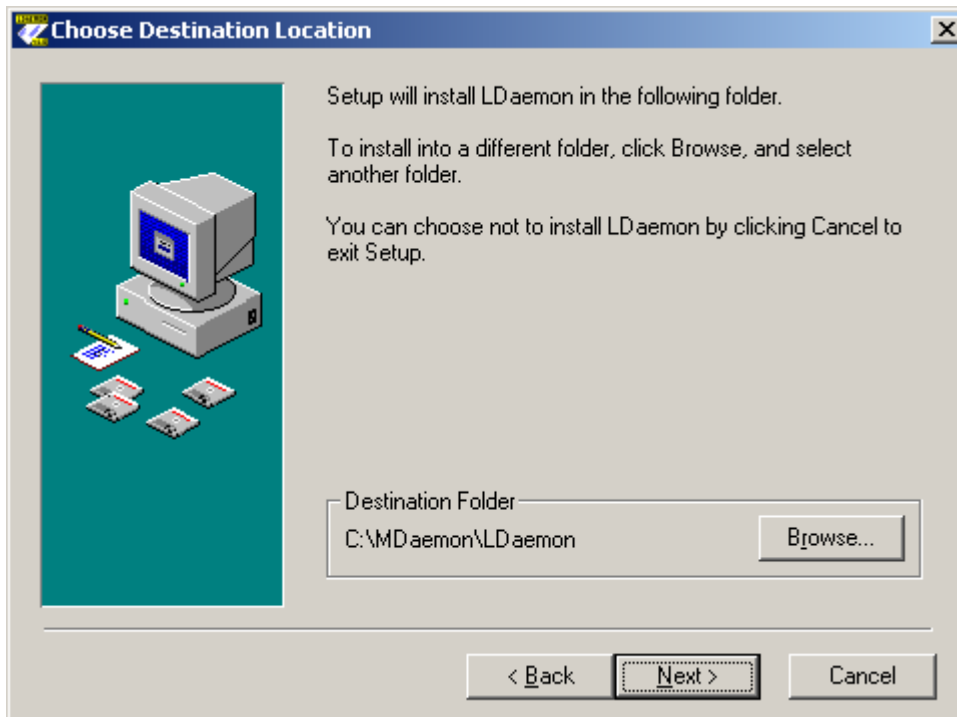 Choose Destination Location
Setup will install LDaemon in the following folder.
To install into a different folder, click Browse, and select
another folder.
You can choose not to install LDaemon by clicking Cancel to
exit Setup.
Destination Folder
C:\MDaemon\LDaemon
Browse...
< Back
Next >
Cancel